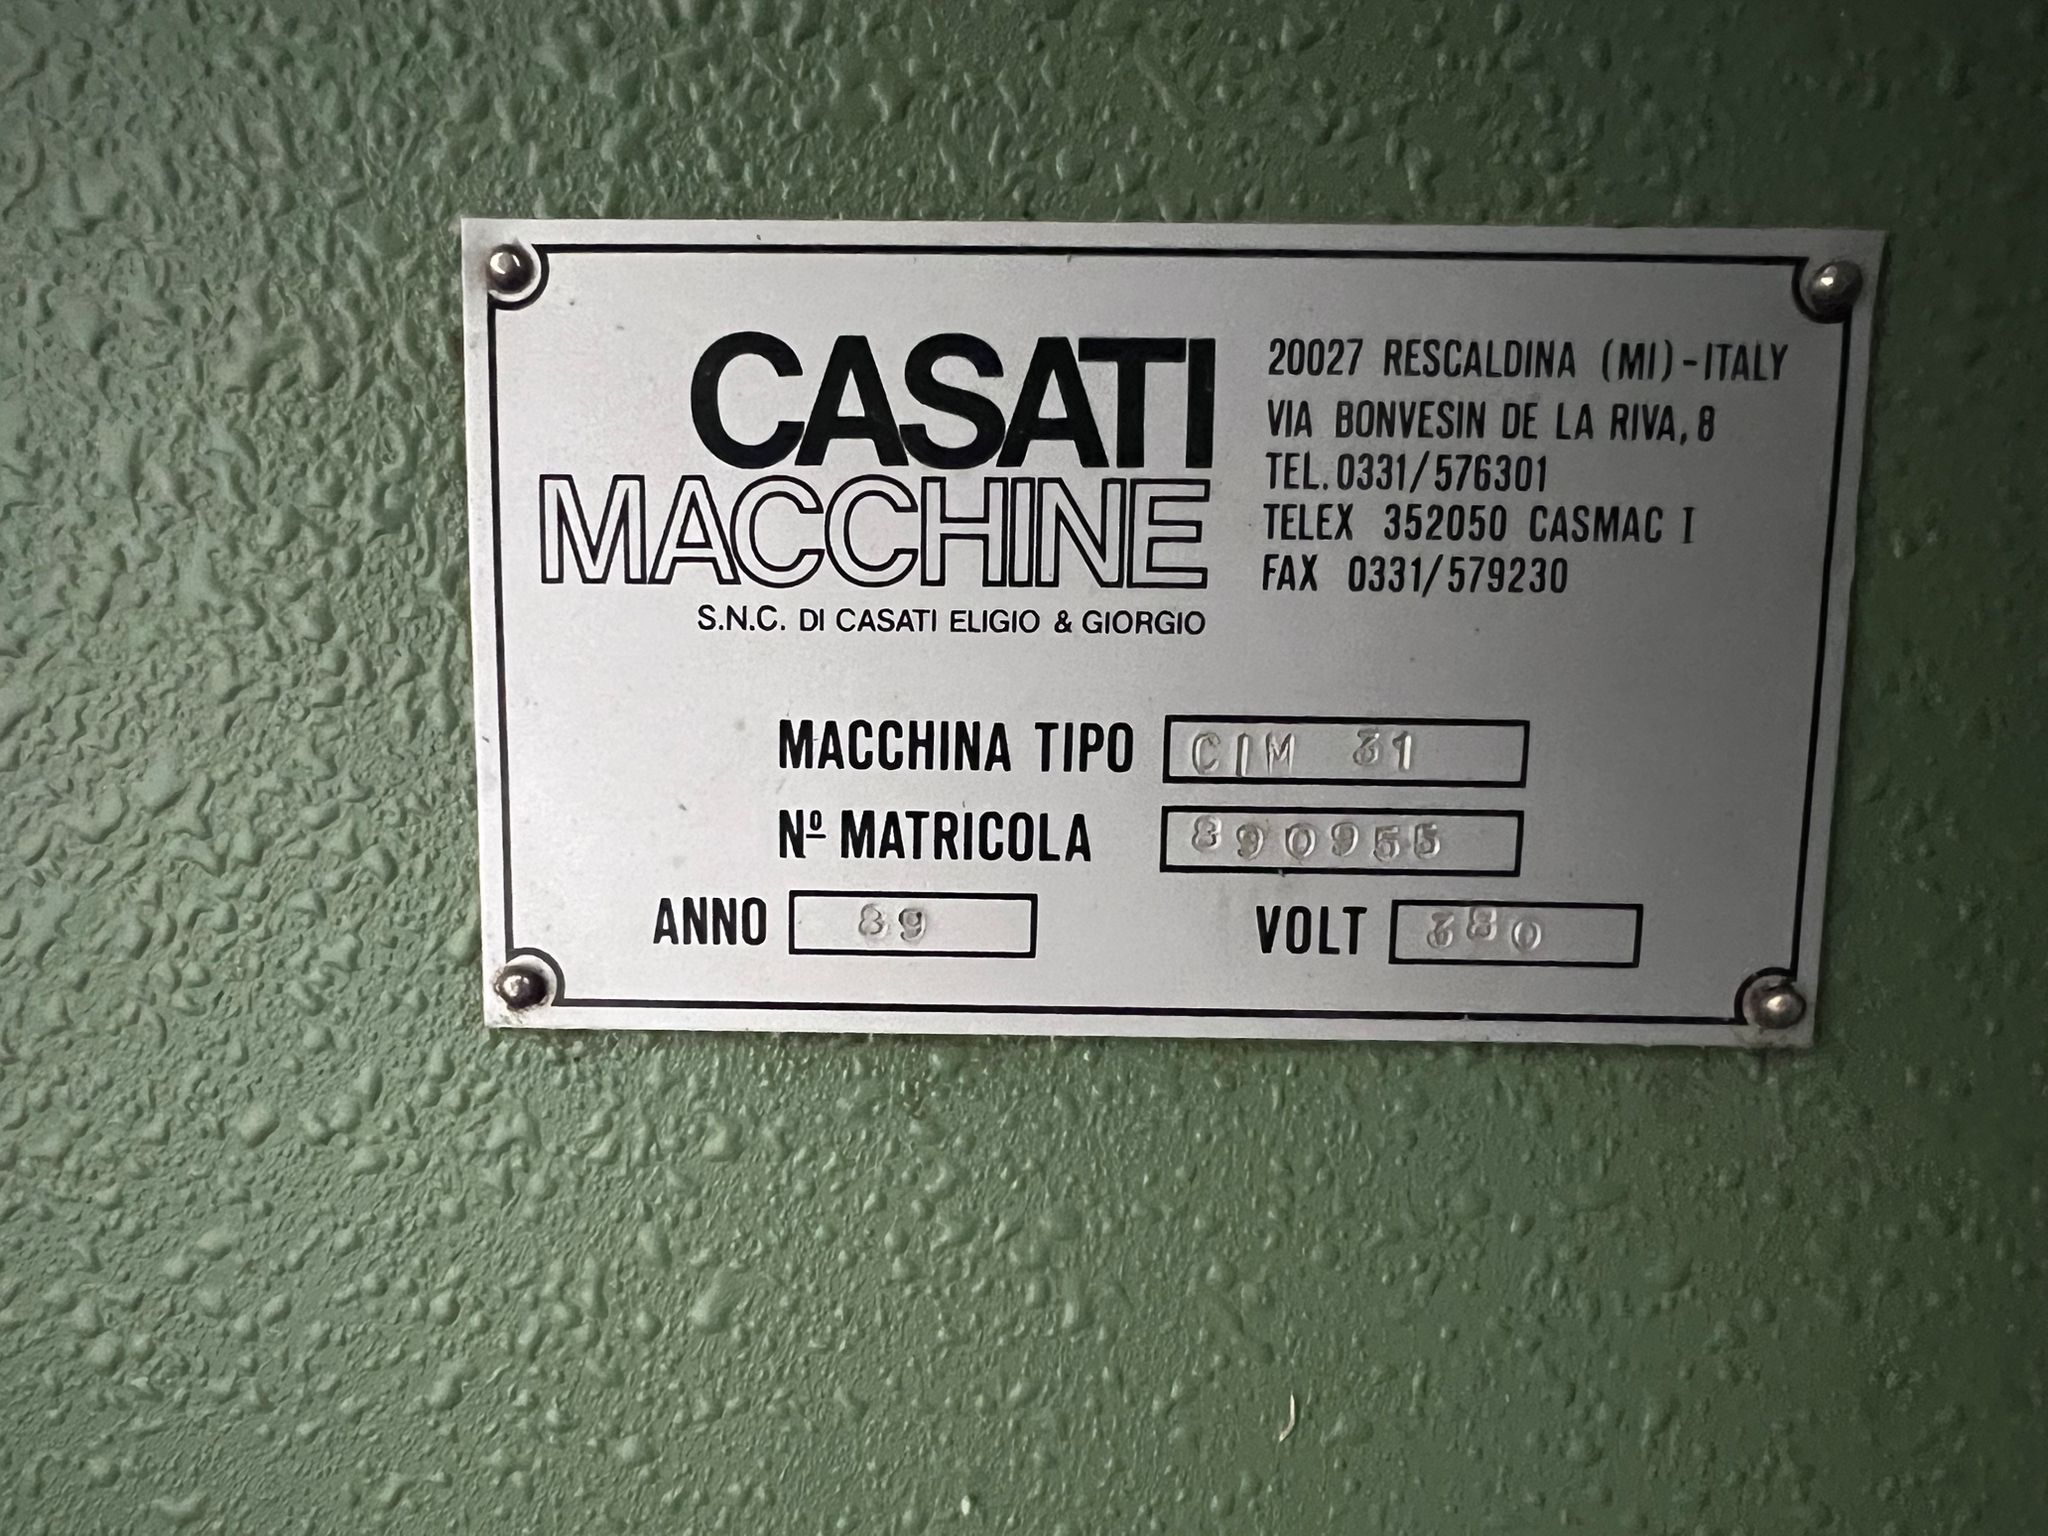 CASATI
MACCHINE
S.N.C. DI CASATI ELIGIO & GIORGIO
20027 RESCALDINA (MI)-ITALY
VIA BONVESIN DE LA RIVA, 8
TEL. 0331/576301
TELEX 352050 CASMAC I
FAX 0331/579230
MACCHINA TIPO CIM 31
Nº MATRICOLA 890955
ANNO 89 VOLT 380